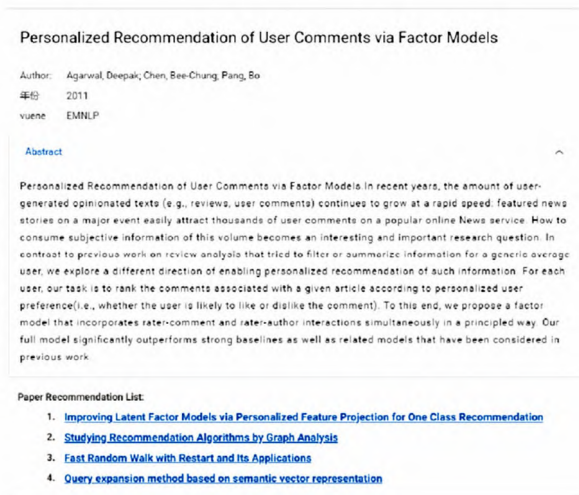 Personalized Recommendation of User Comments via Factor Models
Author: Agarwal, Deepak; Chen, Bee-Chung; Pang, Bo
年份 2011
vuene EMNLP
Abstract
Personalized Recommendation of User Comments via Factor Models.In recent years, the amount of user-
generated opinionated texts (e.g., reviews, user comments) continues to grow at a rapid speed: featured news
stories on a major event easily attract thousands of user comments on a popular online News service. How to
consume subjective information of this volume becomes an interesting and important research question. In
contrast to previous work on review analysis that tried to filter or summarize information for a generic average
user, we explore a different direction of enabling personalized recommendation of such information. For each
user, our task is to rank the comments associated with a given article according to personalized user
preference(i.e., whether the user is likely to like or dislike the comment). To this end, we propose a factor
model that incorporates rater-comment and rater-author interactions simultaneously in a principled way. Our
full model significantly outperforms strong baselines as well as related models that have been considered in
previous work.
Paper Recommendation List:
1. Improving Latent Factor Models via Personalized Feature Projection for One Class Recommendation
2. Studying Recommendation Algorithms by Graph Analysis
3. Fast Random Walk with Restart and Its Applications
4. Query expansion method based on semantic vector representation